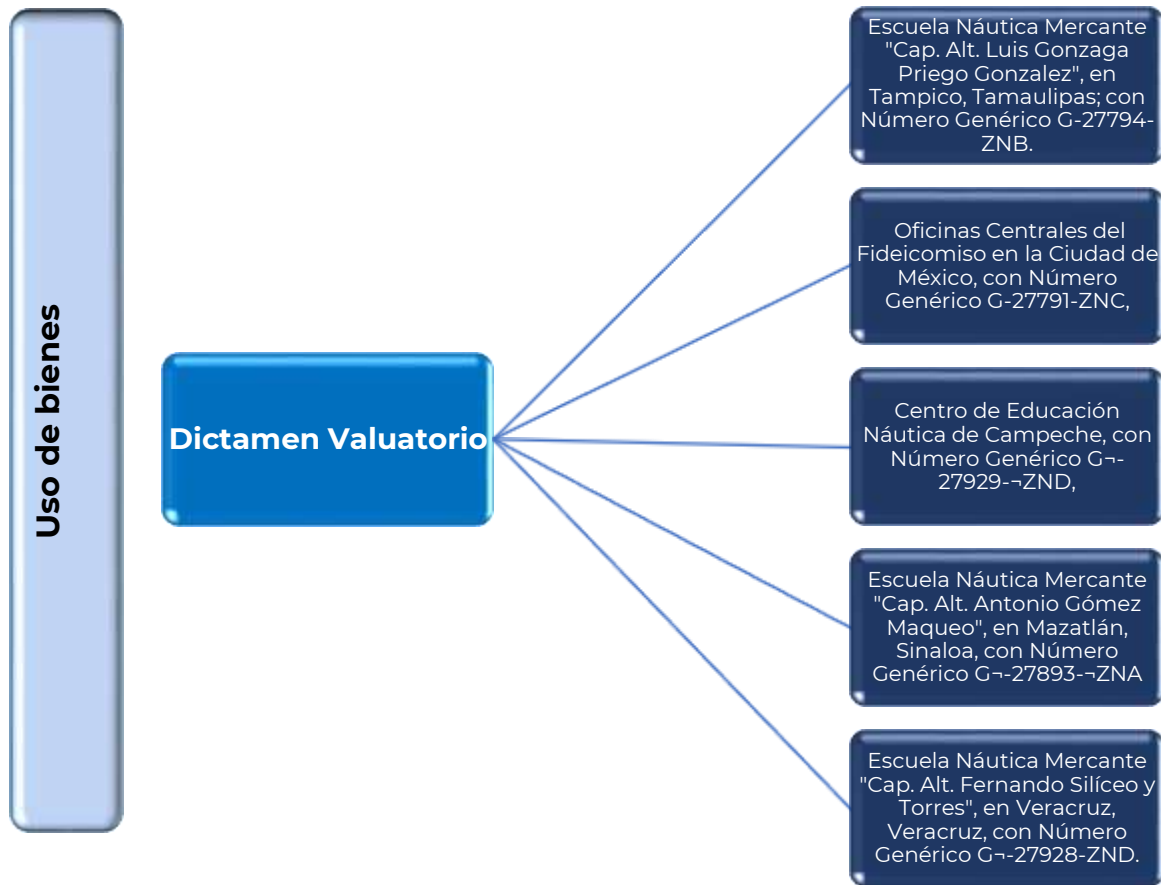 Uso de bienes
Dictamen Valuatorio
Escuela Náutica Mercante
"Cap. Alt. Luis Gonzaga
Priego Gonzalez", en
Tampico, Tamaulipas; con
Número Genérico G-27794-
ZNB.
Oficinas Centrales del
Fideicomiso en la Ciudad de
México, con Número
Genérico G-27791-ZNC,
Centro de Educación
Náutica de Campeche, con
Número Genérico G¬-
27929-¬ZND,
Escuela Náutica Mercante
"Cap. Alt. Antonio Gómez
Maqueo", en Mazatlán,
Sinaloa, con Número
Genérico G¬-27893-¬ZNA
Escuela Náutica Mercante
"Cap. Alt. Fernando Silíceo y
Torres", en Veracruz,
Veracruz, con Número
Genérico G¬-27928-ZND.